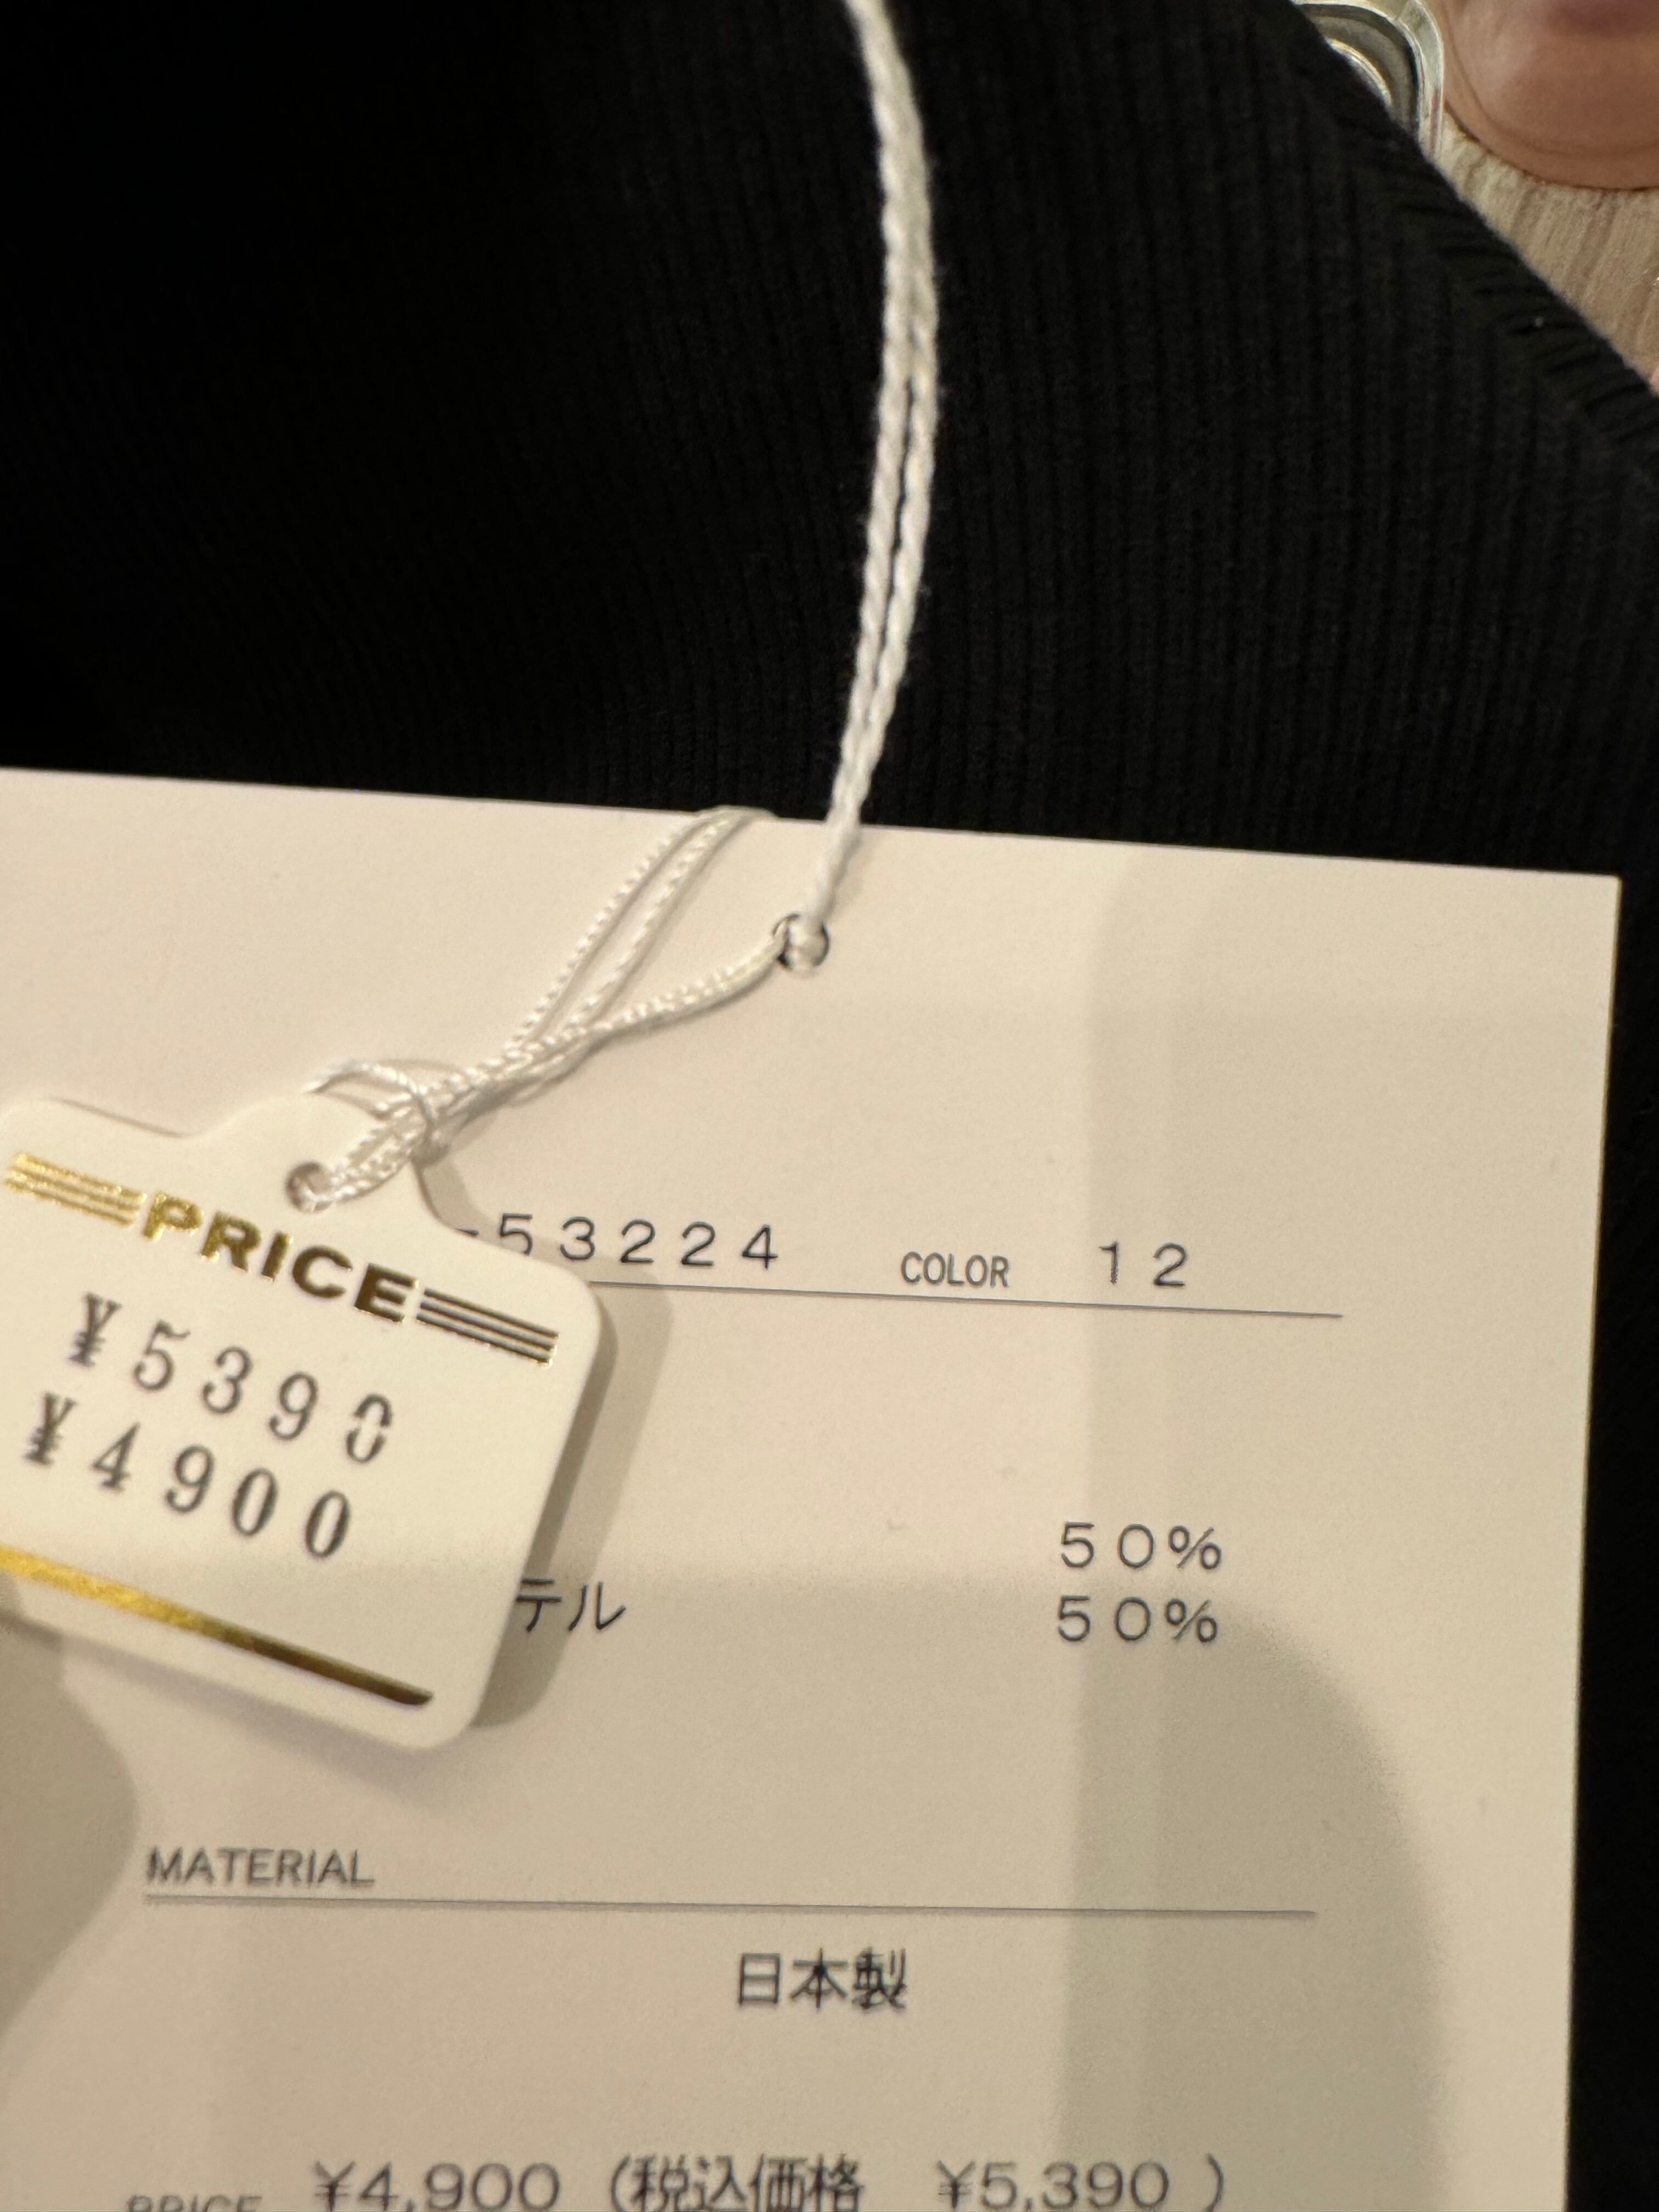 PRICE
¥5390
¥4900
-53224 COLOR 12
50%
テル 50%
MATERIAL
日本製
PRICE ¥4,900 (税込価格 ¥5,390 )